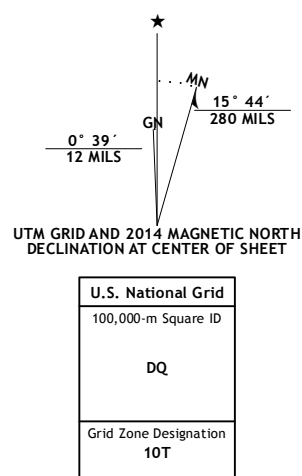 MN
GN
15° 44´
280 MILS
0° 39´
12 MILS
UTM GRID AND 2014 MAGNETIC NORTH
DECLINATION AT CENTER OF SHEET
U.S. National Grid
100,000-m Square ID
DQ
Grid Zone Designation
10T